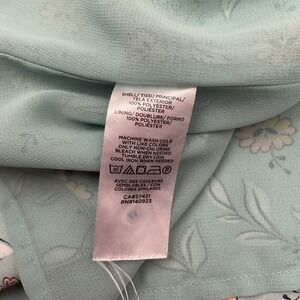 SHELL/TISSU PRINCIPAL/
TELA EXTERIOR
100% POLYESTER/
POLIÉSTER
LINING/DOUBLURE/FORRO
100% POLYESTER/
POLIÉSTER
MACHINE WASH COLD
WITH LIKE COLORS
ONLY NON-CHLORINE
BLEACH WHEN NEEDED
TUMBLE DRY LOW
COOL IRON WHEN NEEDED
AVEC DES COULEURS
SEMBLABLES / CON
COLORES SIMILARES
CA#57421
RN#140923